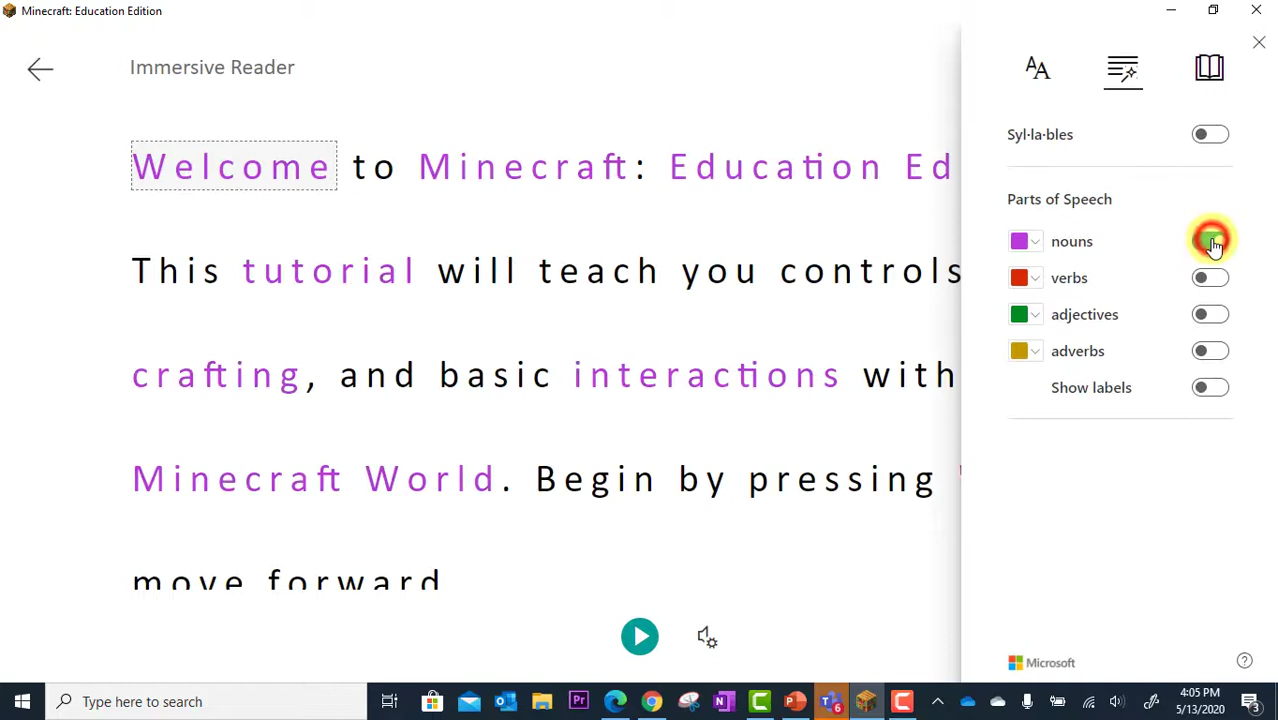 Minecraft: Education Edition
Immersive Reader
Welcome to Minecraft: Education Ed
This tutorial will teach you controls
crafting, and basic interactions with
Minecraft World. Begin by pressing
move forward
Syl·la·bles
Parts of Speech
nouns
verbs
adjectives
adverbs
Show labels
Microsoft
Type here to search
4:05 PM
5/13/2020